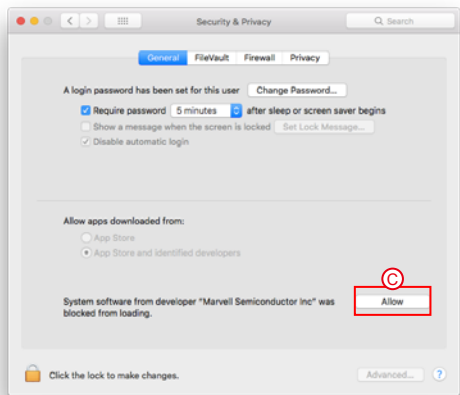 Security & Privacy
Search
General FileVault Firewall Privacy
A login password has been set for this user Change Password...
Require password 5 minutes after sleep or screen saver begins
Show a message when the screen is locked Set Lock Message...
Disable automatic login
Allow apps downloaded from:
App Store
App Store and identified developers
C
System software from developer "Marvell Semiconductor Inc" was Allow
blocked from loading.
Click the lock to make changes. Advanced... ?